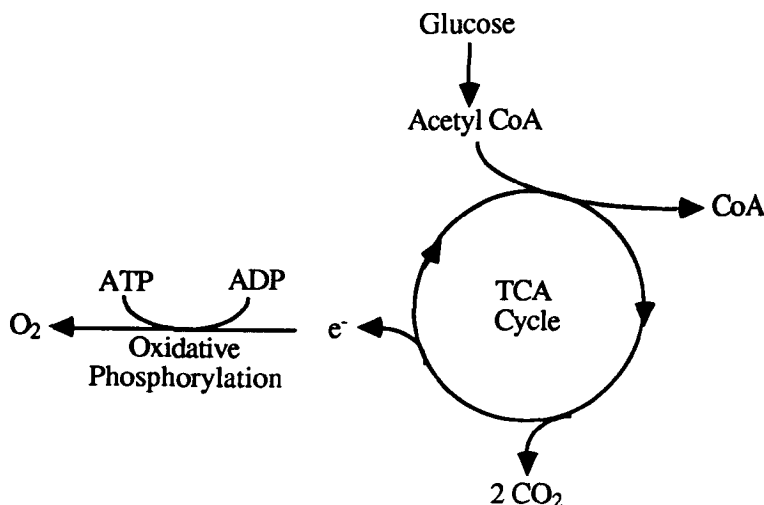 Glucose
Acetyl CoA
CoA
ATP ADP
TCA
Cycle
O₂
e⁻
Oxidative
Phosphorylation
2 CO₂